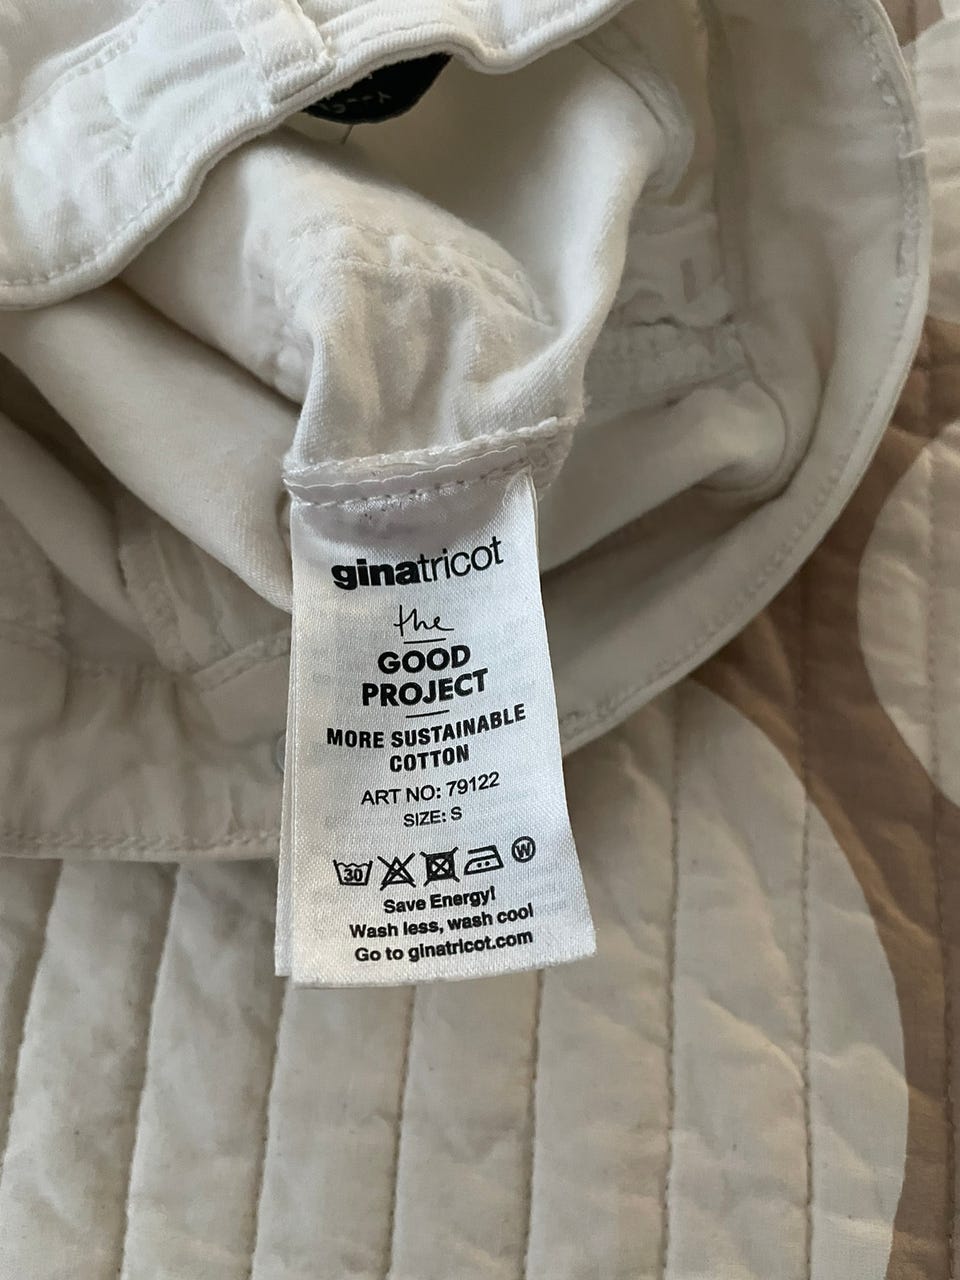 ginatricot
the
GOOD
PROJECT
MORE SUSTAINABLE
COTTON
ART NO: 79122
SIZE: S
30 W
Save Energy!
Wash less, wash cool
Go to ginatricot.com